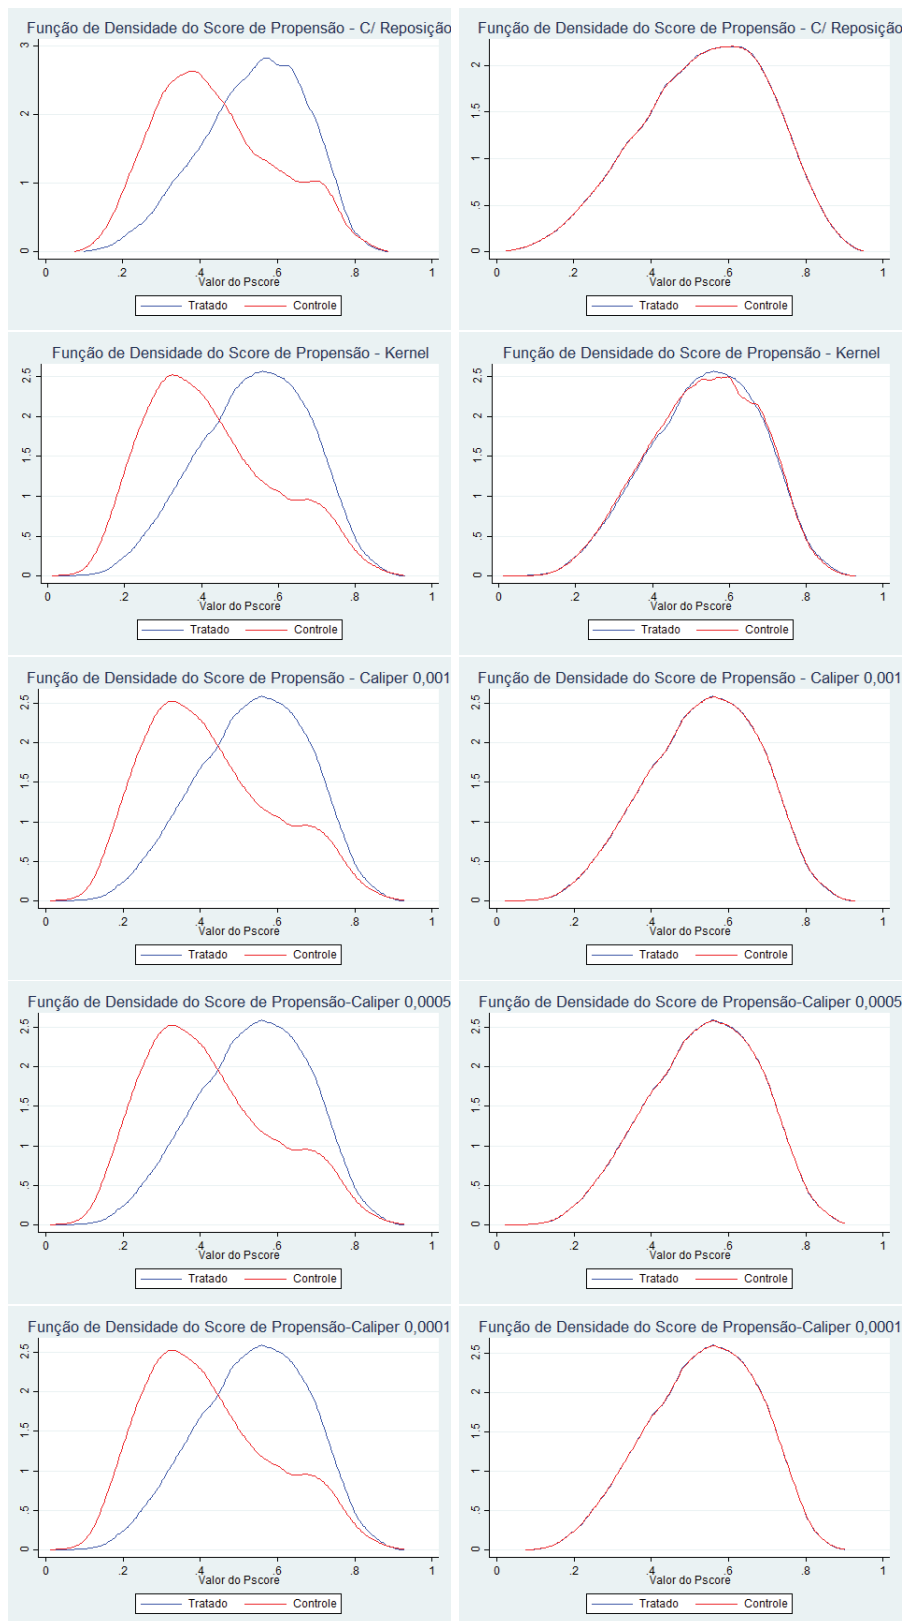 Função de Densidade do Score de Propensão - C/ Reposição
3
2
1
0
0 .2 .4 .6 .8 1
Valor do Pscore
Tratado Controle
Função de Densidade do Score de Propensão - C/ Reposição
2
1.5
1
.5
0
0 .2 .4 .6 .8 1
Valor do Pscore
Tratado Controle
Função de Densidade do Score de Propensão - Kernel
2.5
2
1.5
1
.5
0
0 .2 .4 .6 .8 1
Valor do Pscore
Tratado Controle
Função de Densidade do Score de Propensão - Kernel
2.5
2
1.5
1
.5
0
0 .2 .4 .6 .8 1
Valor do Pscore
Tratado Controle
Função de Densidade do Score de Propensão - Caliper 0,001
2.5
2
1.5
1
.5
0
0 .2 .4 .6 .8 1
Valor do Pscore
Tratado Controle
Função de Densidade do Score de Propensão - Caliper 0,001
2.5
2
1.5
1
.5
0
0 .2 .4 .6 .8 1
Valor do Pscore
Tratado Controle
Função de Densidade do Score de Propensão-Caliper 0,0005
2.5
2
1.5
1
.5
0
0 .2 .4 .6 .8 1
Valor do Pscore
Tratado Controle
Função de Densidade do Score de Propensão-Caliper 0,0005
2.5
2
1.5
1
.5
0
0 .2 .4 .6 .8 1
Valor do Pscore
Tratado Controle
Função de Densidade do Score de Propensão-Caliper 0,0001
2.5
2
1.5
1
.5
0
0 .2 .4 .6 .8 1
Valor do Pscore
Tratado Controle
Função de Densidade do Score de Propensão-Caliper 0,0001
2.5
2
1.5
1
.5
0
0 .2 .4 .6 .8 1
Valor do Pscore
Tratado Controle